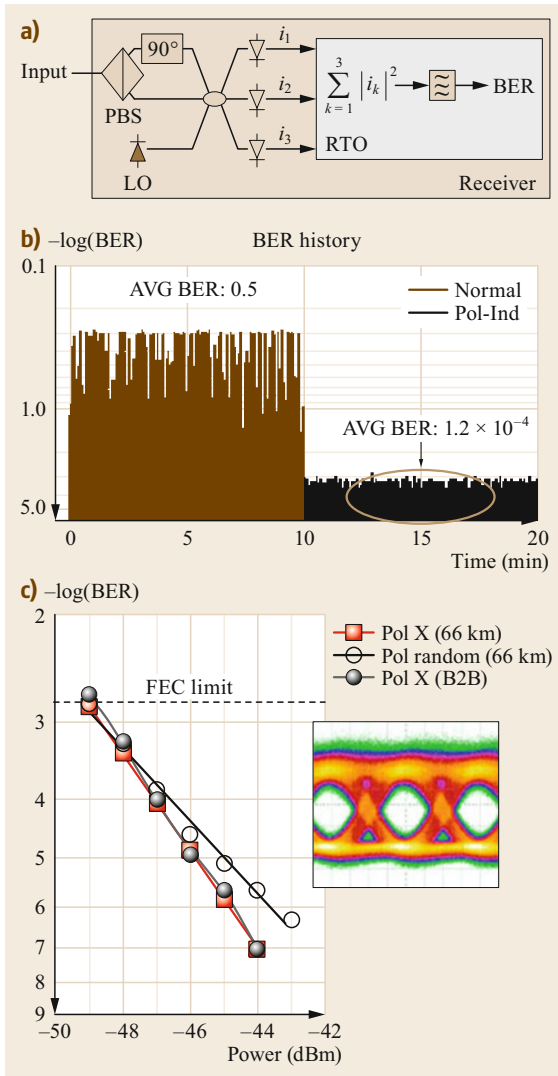 a)
90°
i1
Input
i2
3
∑ |ik|²
k = 1
BER
PBS
i3
RTO
LO
Receiver
b) –log(BER)
BER history
0.1
AVG BER: 0.5
Normal
Pol-Ind
1.0
AVG BER: 1.2 × 10⁻⁴
5.0
0 5 10 15 20
Time (min)
c) –log(BER)
2
Pol X (66 km)
Pol random (66 km)
Pol X (B2B)
FEC limit
3
4
5
6
7
8
9
–50 –48 –46 –44 –42
Power (dBm)